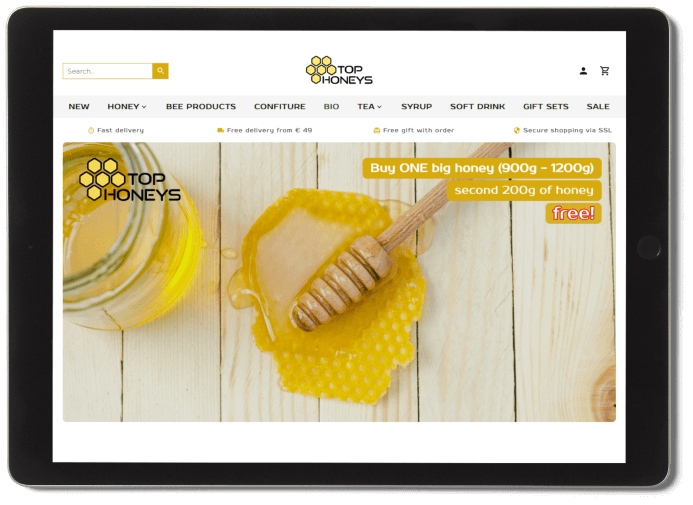 Search...
TOP
HONEYS
NEW HONEY BEE PRODUCTS CONFITURE BIO TEA SYRUP SOFT DRINK GIFT SETS SALE
Fast delivery Free delivery from € 49 Free gift with order Secure shopping via SSL
TOP
HONEYS
Buy ONE big honey (900g - 1200g)
second 200g of honey
free!